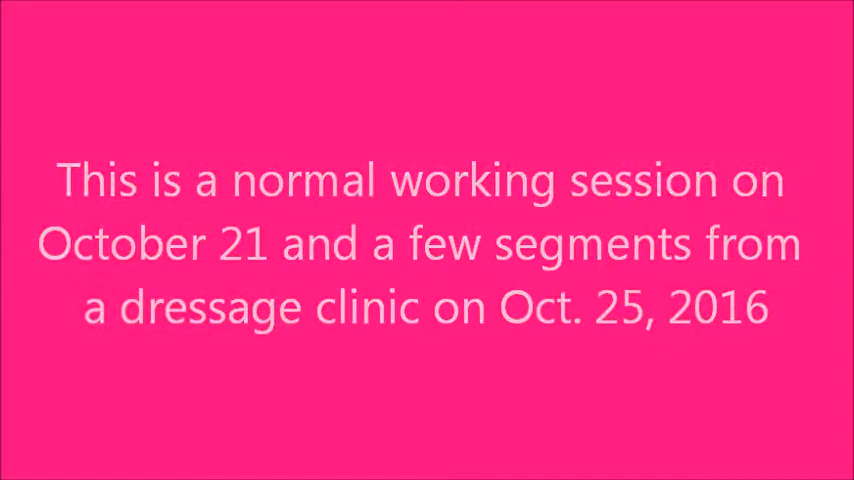 This is a normal working session on
October 21 and a few segments from
a dressage clinic on Oct. 25, 2016